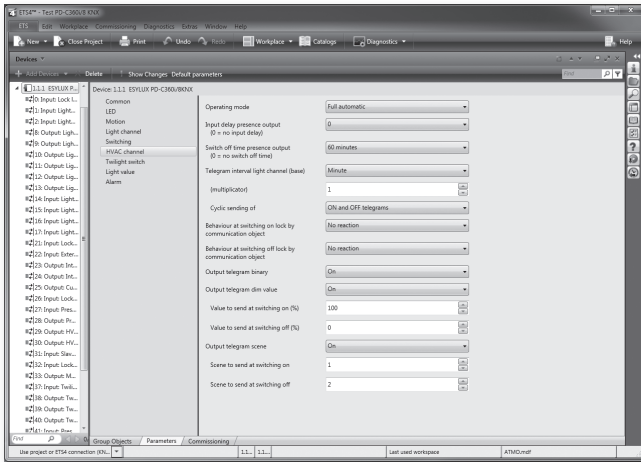 ETS4™ - Test PD-C360i/8 KNX
ETS Edit Workplace Commissioning Diagnostics Extras Window Help
New Close Project Print Undo Redo Workplace Catalogs Diagnostics Help
Devices
Add Devices Delete Show Changes Default parameters Find
1.1.1 ESYLUX P...
0: Input: Lock l...
1: Input: Light...
2: Input: Light...
8: Output: Ligh...
9: Output: Ligh...
10: Output: Lig...
11: Output: Lig...
12: Output: Lig...
13: Output: Lig...
14: Input: Light...
15: Input: Light...
16: Input: Light...
17: Input: Light...
21: Input: Lock...
22: Input: Exter...
23: Output: Int...
24: Output: Int...
25: Output: Cu...
26: Input: Lock...
27: Input: Pres...
28: Output: Pr...
29: Output: HV...
30: Output: HV...
31: Input: Slav...
32: Input: Lock...
33: Output: M...
37: Input: Twili...
38: Output: Tw...
39: Output: Tw...
40: Output: Tw...
41: Input: Pres...
Find
Device: 1.1.1 ESYLUX PD-C360i/8KNX
Common
LED
Motion
Light channel
Switching
HVAC channel
Twilight switch
Light value
Alarm
Operating mode Full automatic
Input delay presence output 0
(0 = no input delay)
Switch off time presence output 60 minutes
(0 = no switch off time)
Telegram interval light channel (base) Minute
(multiplicator) 1
Cyclic sending of ON and OFF telegrams
Behaviour at switching on lock by No reaction
communication object
Behaviour at switching off lock by No reaction
communication object
Output telegram binary On
Output telegram dim value On
Value to send at switching on (%) 100
Value to send at switching off (%) 0
Output telegram scene On
Scene to send at switching on 1
Scene to send at switching off 2
Group Objects Parameters Commissioning
Use project or ETS4 connection (KN... 1.1... 1.1... Last used workspace ATMO.mdf